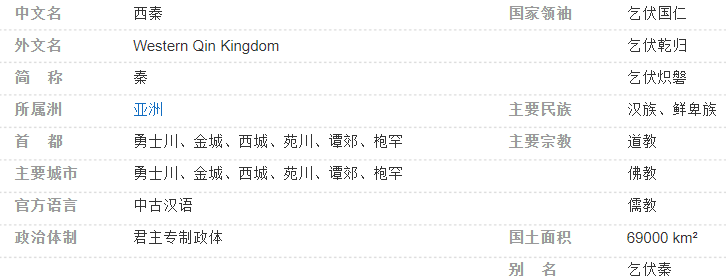 中文名 西秦
外文名 Western Qin Kingdom
简 称 秦
所属洲 亚洲
首 都 勇士川、金城、西城、苑川、谭郊、枹罕
主要城市 勇士川、金城、西城、苑川、谭郊、枹罕
官方语言 中古汉语
政治体制 君主专制政体
国家领袖 乞伏国仁
乞伏乾归
乞伏炽磐
主要民族 汉族、鲜卑族
主要宗教 道教
佛教
儒教
国土面积 69000 km²
别 名 乞伏秦